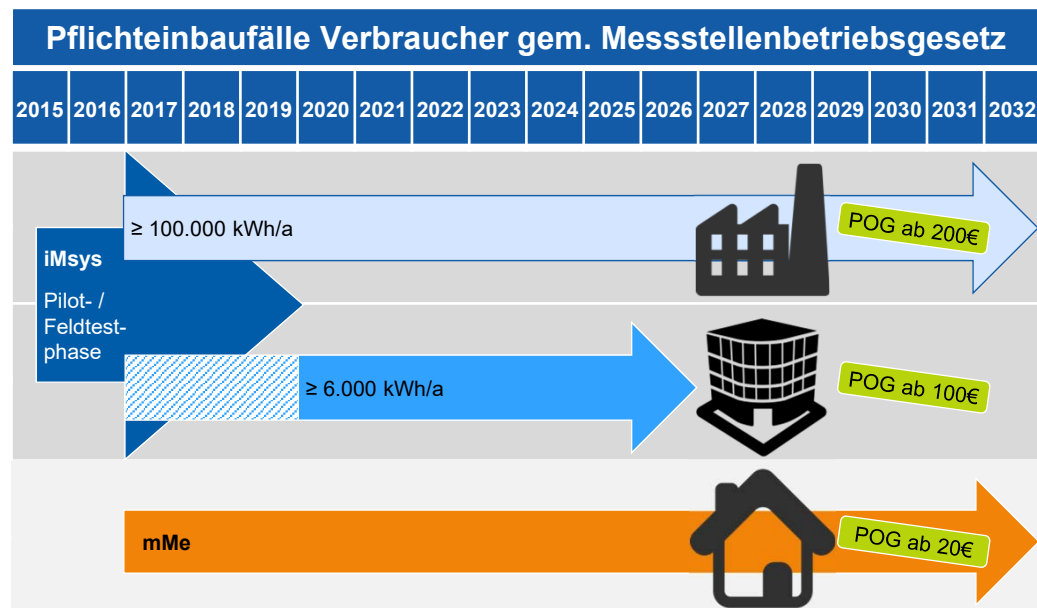 Pflichteinbaufälle Verbraucher gem. Messstellenbetriebsgesetz
2015 2016 2017 2018 2019 2020 2021 2022 2023 2024 2025 2026 2027 2028 2029 2030 2031 2032
≥ 100.000 kWh/a
POG ab 200€
iMsys
Pilot- /
Feldtest-
phase
≥ 6.000 kWh/a
POG ab 100€
mMe
POG ab 20€